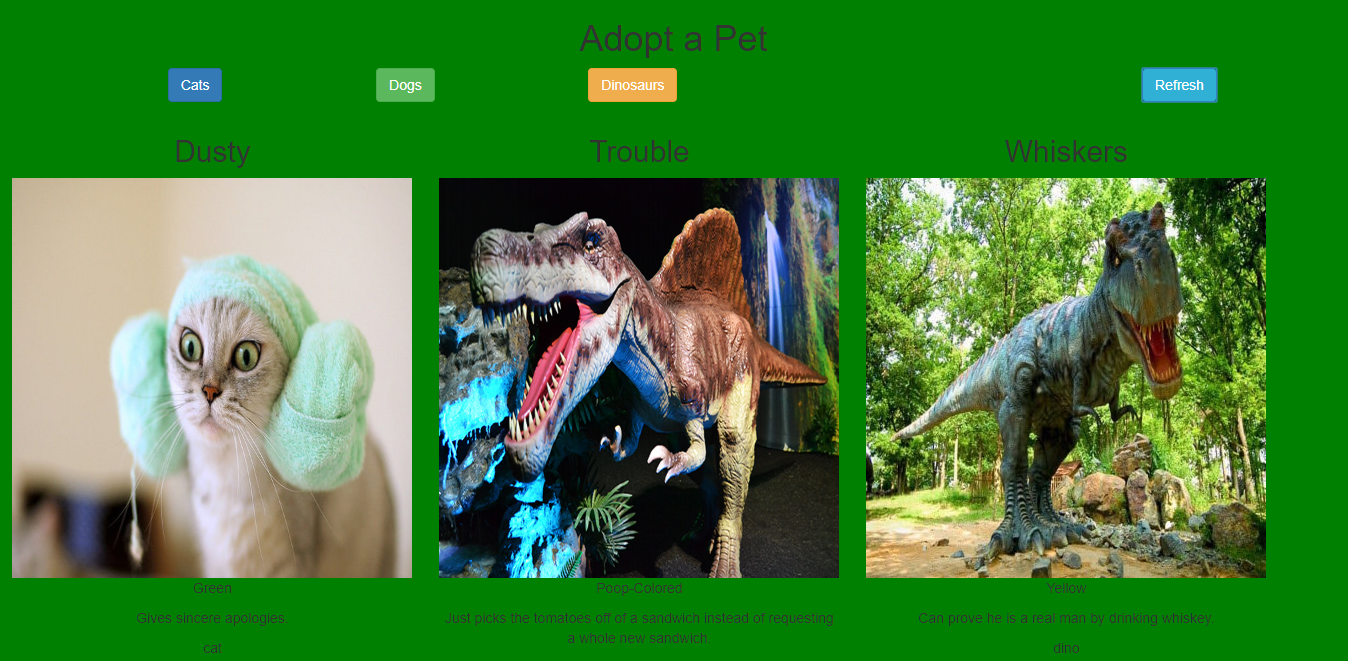 Adopt a Pet
Cats Dogs Dinosaurs Refresh
Dusty Trouble Whiskers
Green Poop-Colored Yellow
Gives sincere apologies. Just picks the tomatoes off of a sandwich instead of requesting Can prove he is a real man by drinking whiskey.
a whole new sandwich.
cat dino